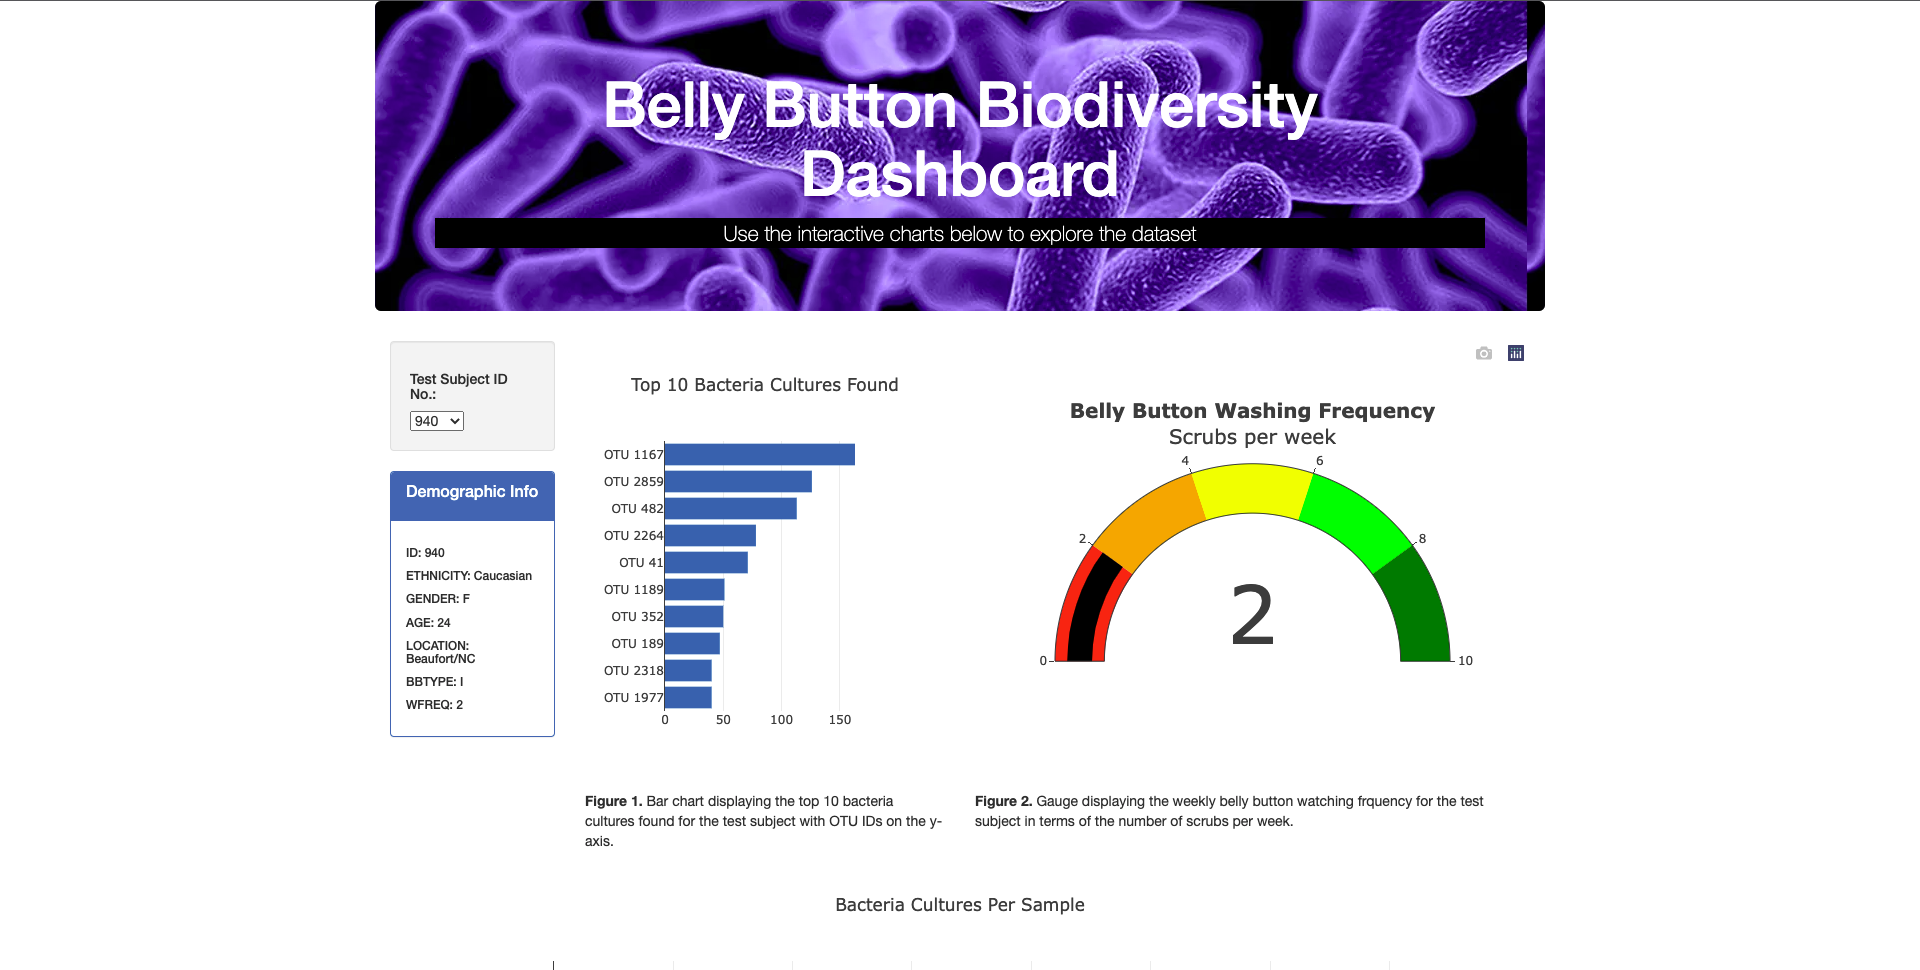 Belly Button Biodiversity
Dashboard
Use the interactive charts below to explore the dataset
Test Subject ID
No.:
940
Demographic Info
ID: 940
ETHNICITY: Caucasian
GENDER: F
AGE: 24
LOCATION:
Beaufort/NC
BBTYPE: I
WFREQ: 2
Top 10 Bacteria Cultures Found
OTU 1167
OTU 2859
OTU 482
OTU 2264
OTU 41
OTU 1189
OTU 352
OTU 189
OTU 2318
OTU 1977
0 50 100 150
Belly Button Washing Frequency
Scrubs per week
0
2
4
6
8
10
2
Figure 1. Bar chart displaying the top 10 bacteria
cultures found for the test subject with OTU IDs on the y-
axis.
Figure 2. Gauge displaying the weekly belly button watching frquency for the test
subject in terms of the number of scrubs per week.
Bacteria Cultures Per Sample